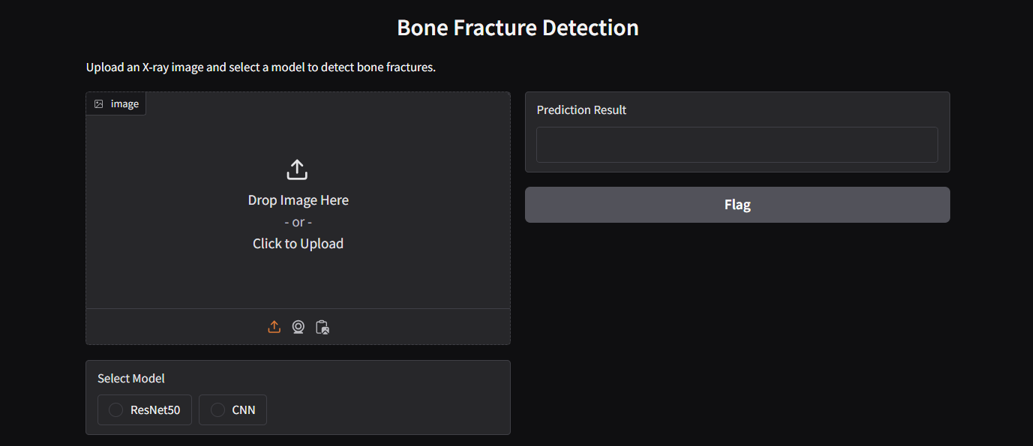 Bone Fracture Detection
Upload an X-ray image and select a model to detect bone fractures.
image
Drop Image Here
- or -
Click to Upload
Select Model
ResNet50
CNN
Prediction Result
Flag